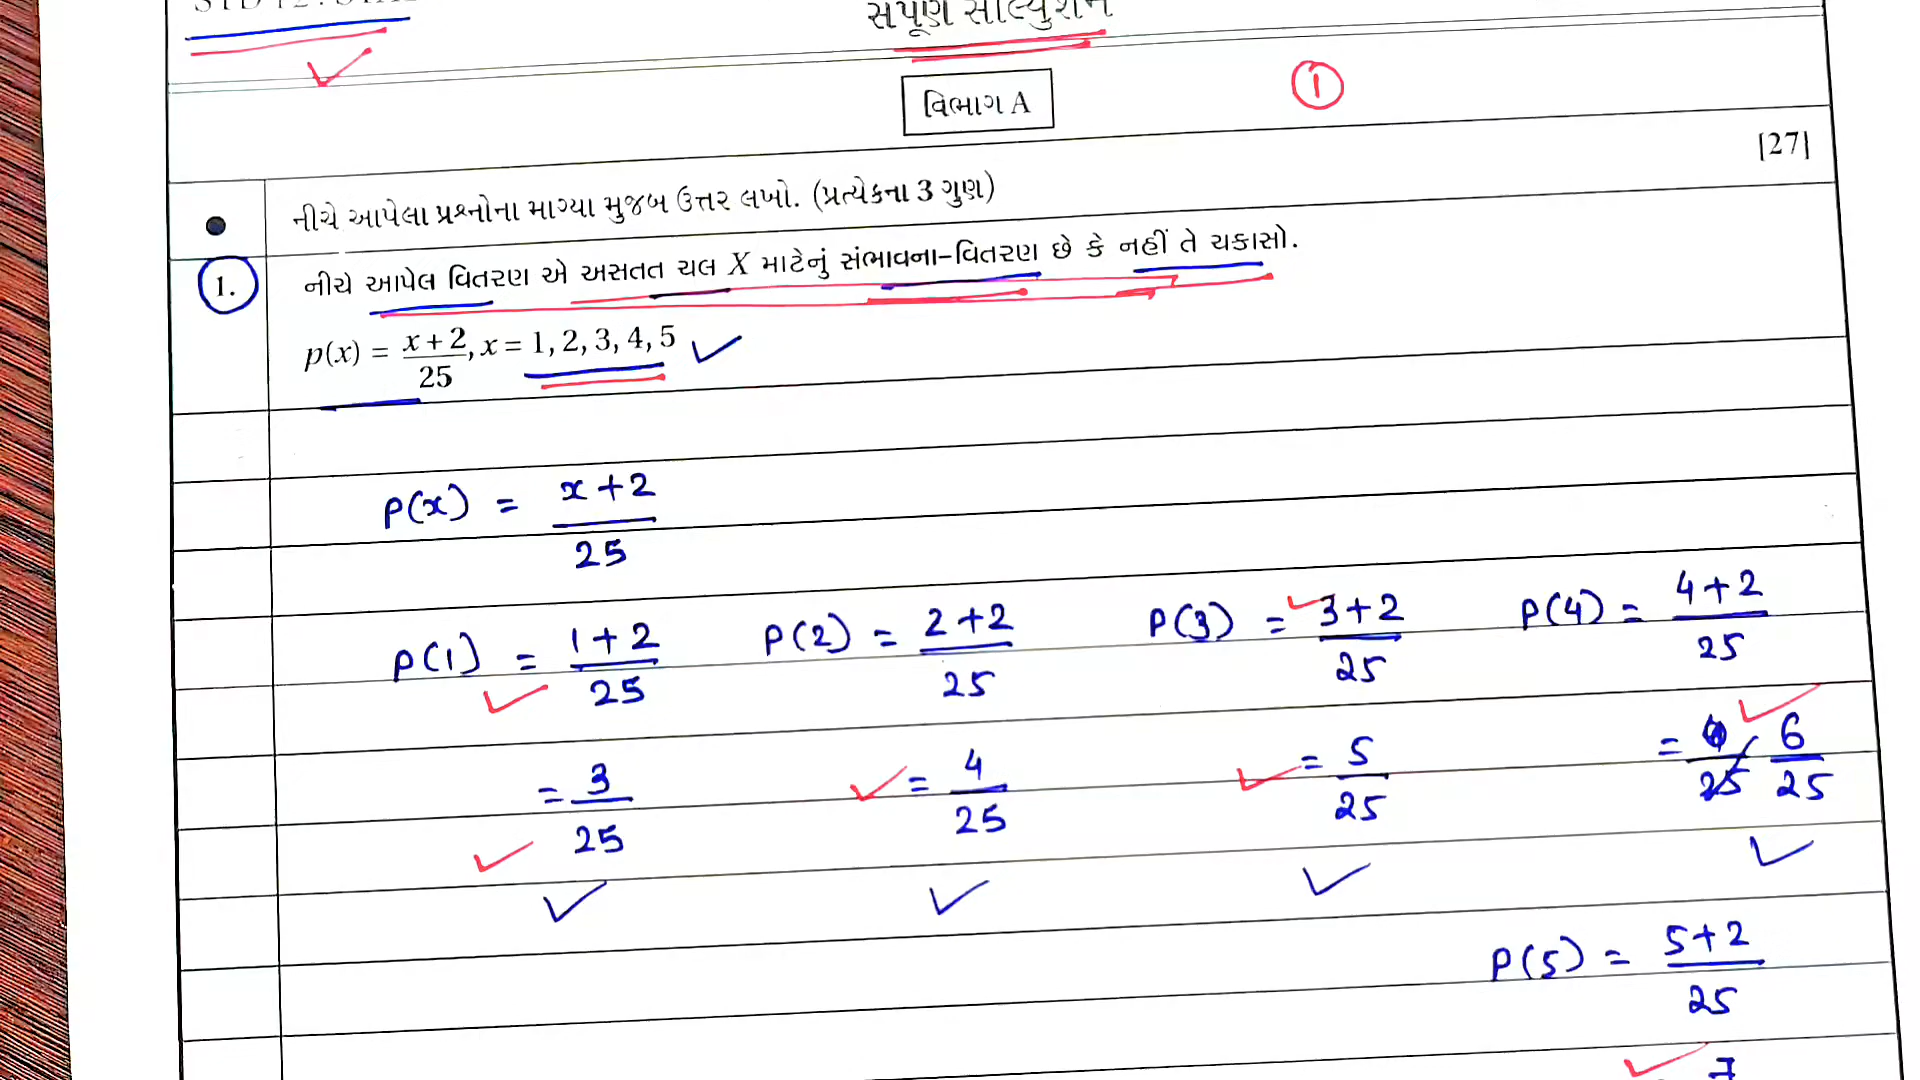 સંપૂર્ણ સોલ્યુશન
વિભાગ A
1
[27]
● નીચે આપેલા પ્રશ્નોના માગ્યા મુજબ ઉત્તર લખો. (પ્રત્યેકના 3 ગુણ)
1. નીચે આપેલ વિતરણ એ અસતત ચલ X માટેનું સંભાવના-વિતરણ છે કે નહીં તે ચકાસો.
p(x) = x+2/25, x = 1, 2, 3, 4, 5
P(x) = x+2/25
P(1) = 1+2/25 P(2) = 2+2/25 P(3) = 3+2/25 P(4) = 4+2/25
= 3/25 = 4/25 = 5/25 = 6/25
P(5) = 5+2/25
7